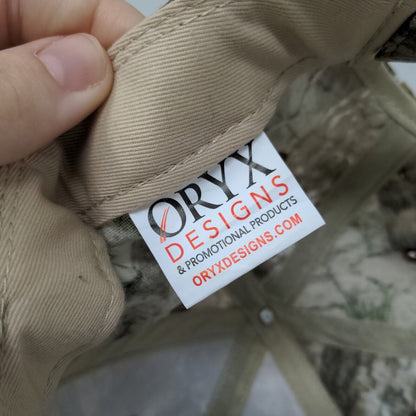 ORYX
DESIGNS
& PROMOTIONAL PRODUCTS
ORYXDESIGNS.COM